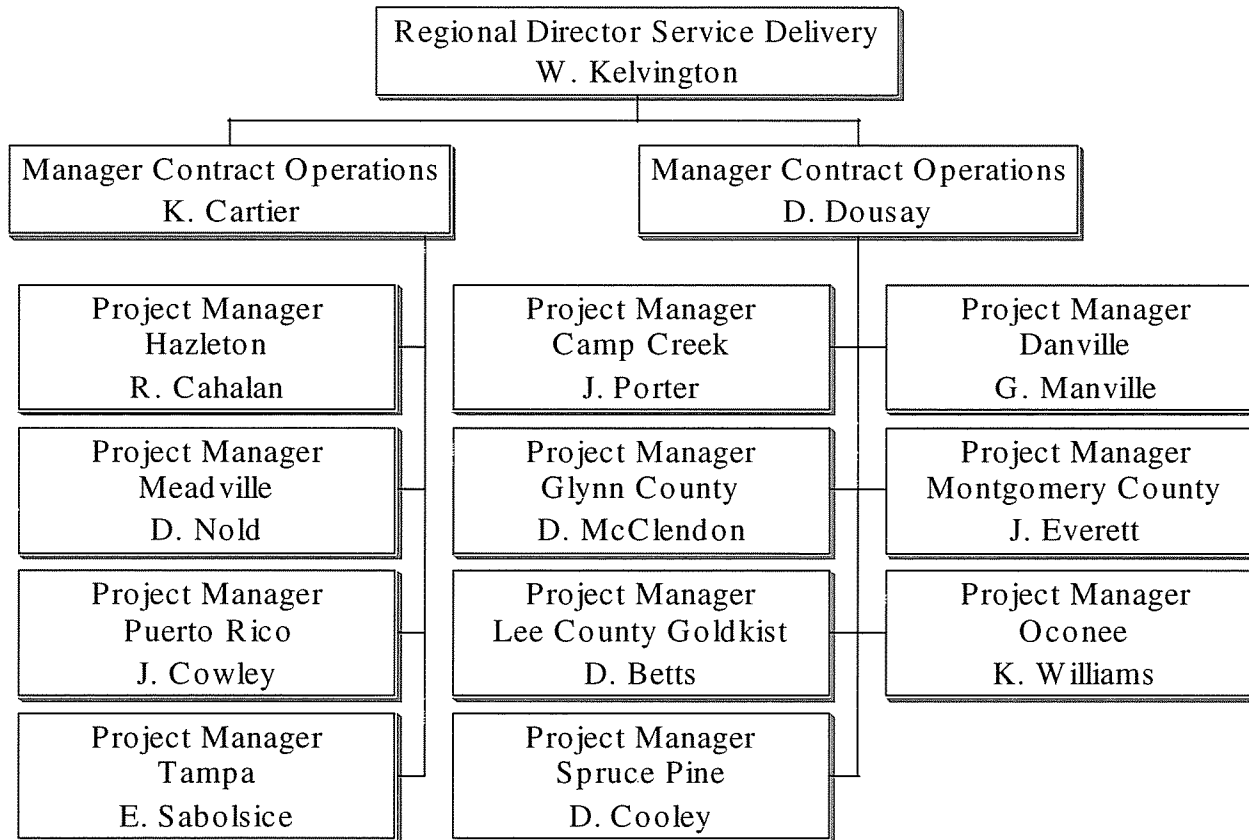 Regional Director Service Delivery
W. Kelvington
Manager Contract Operations
K. Cartier
Manager Contract Operations
D. Dousay
Project Manager
Hazleton
R. Cahalan
Project Manager
Camp Creek
J. Porter
Project Manager
Danville
G. Manville
Project Manager
Meadville
D. Nold
Project Manager
Glynn County
D. McClendon
Project Manager
Montgomery County
J. Everett
Project Manager
Puerto Rico
J. Cowley
Project Manager
Lee County Goldkist
D. Betts
Project Manager
Oconee
K. Williams
Project Manager
Tampa
E. Sabolsice
Project Manager
Spruce Pine
D. Cooley